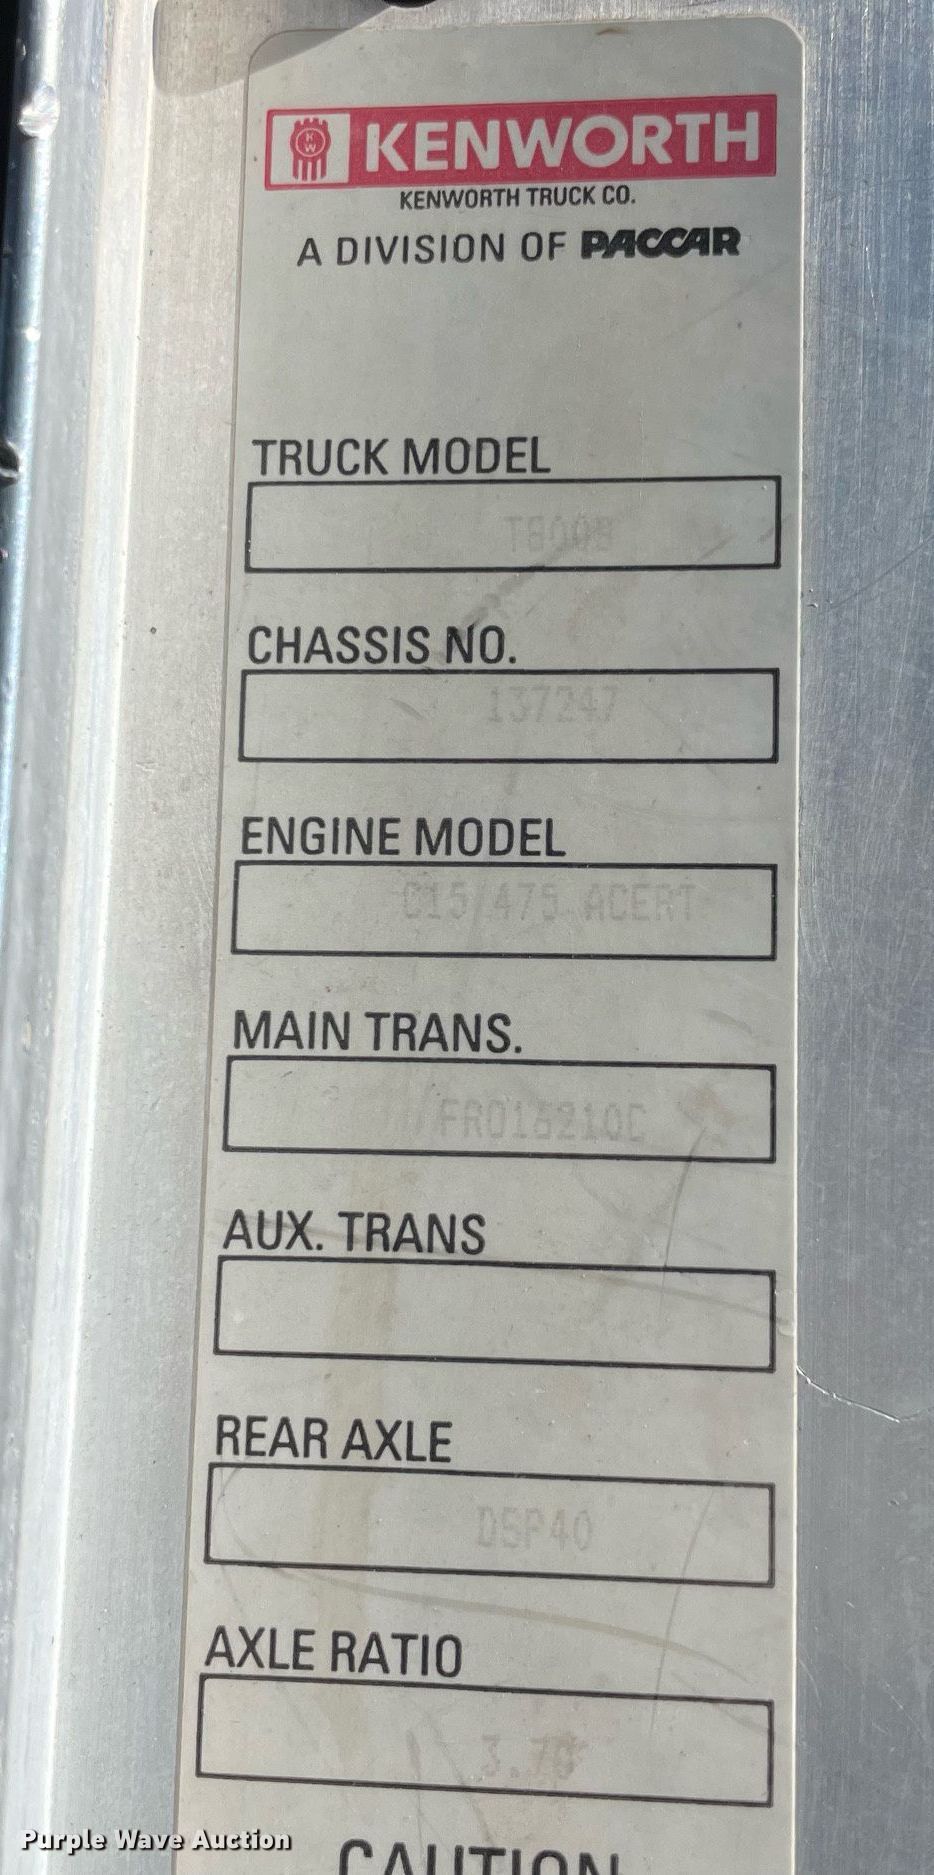 KENWORTH
KENWORTH TRUCK CO.
A DIVISION OF PACCAR
TRUCK MODEL
T800B
CHASSIS NO.
137247
ENGINE MODEL
C15/475 ACERT
MAIN TRANS.
FRO16210C
AUX. TRANS
REAR AXLE
DSP40
AXLE RATIO
3.70
CAUTION
Purple Wave Auction